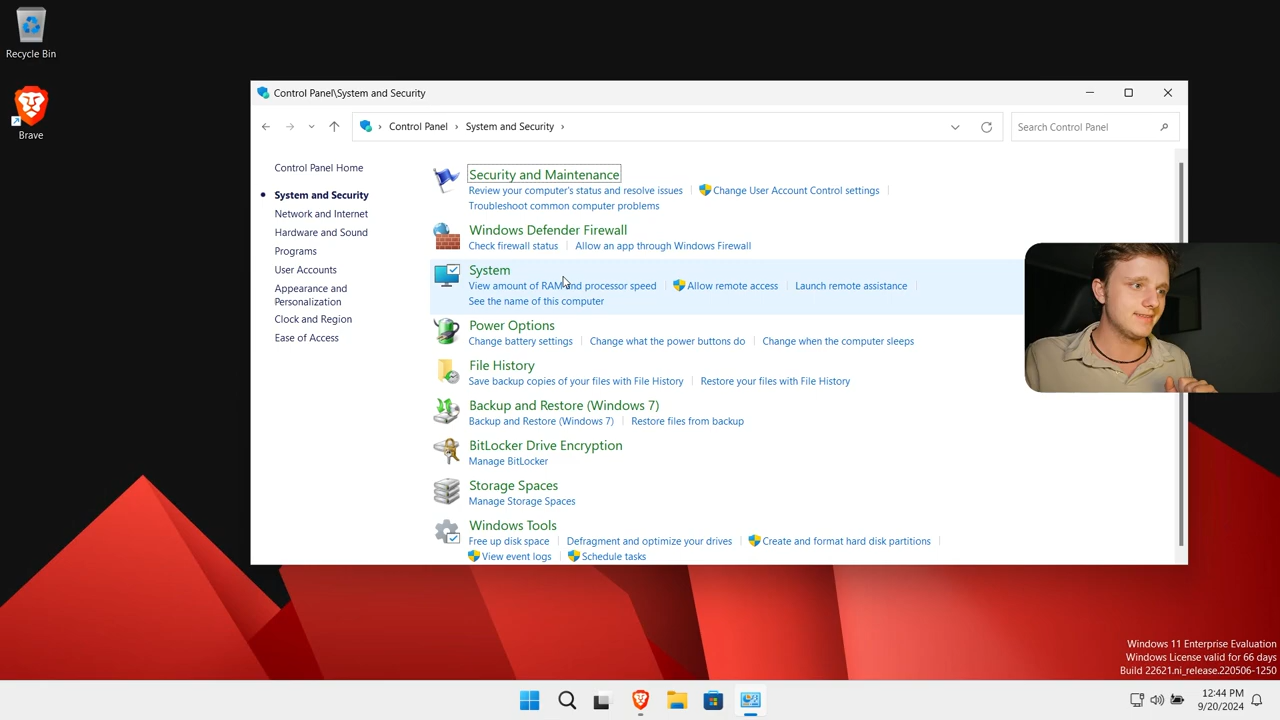 Recycle Bin
Brave
Control Panel\System and Security
Control Panel > System and Security >
Search Control Panel
Control Panel Home
System and Security
Network and Internet
Hardware and Sound
Programs
User Accounts
Appearance and
Personalization
Clock and Region
Ease of Access
Security and Maintenance
Review your computer's status and resolve issues | Change User Account Control settings |
Troubleshoot common computer problems
Windows Defender Firewall
Check firewall status | Allow an app through Windows Firewall
System
View amount of RAM and processor speed | Allow remote access | Launch remote assistance |
See the name of this computer
Power Options
Change battery settings | Change what the power buttons do | Change when the computer sleeps
File History
Save backup copies of your files with File History | Restore your files with File History
Backup and Restore (Windows 7)
Backup and Restore (Windows 7) | Restore files from backup
BitLocker Drive Encryption
Manage BitLocker
Storage Spaces
Manage Storage Spaces
Windows Tools
Free up disk space | Defragment and optimize your drives | Create and format hard disk partitions |
View event logs | Schedule tasks
Windows 11 Enterprise Evaluation
Windows License valid for 66 days
Build 22621.ni_release.220506-1250
12:44 PM
9/20/2024